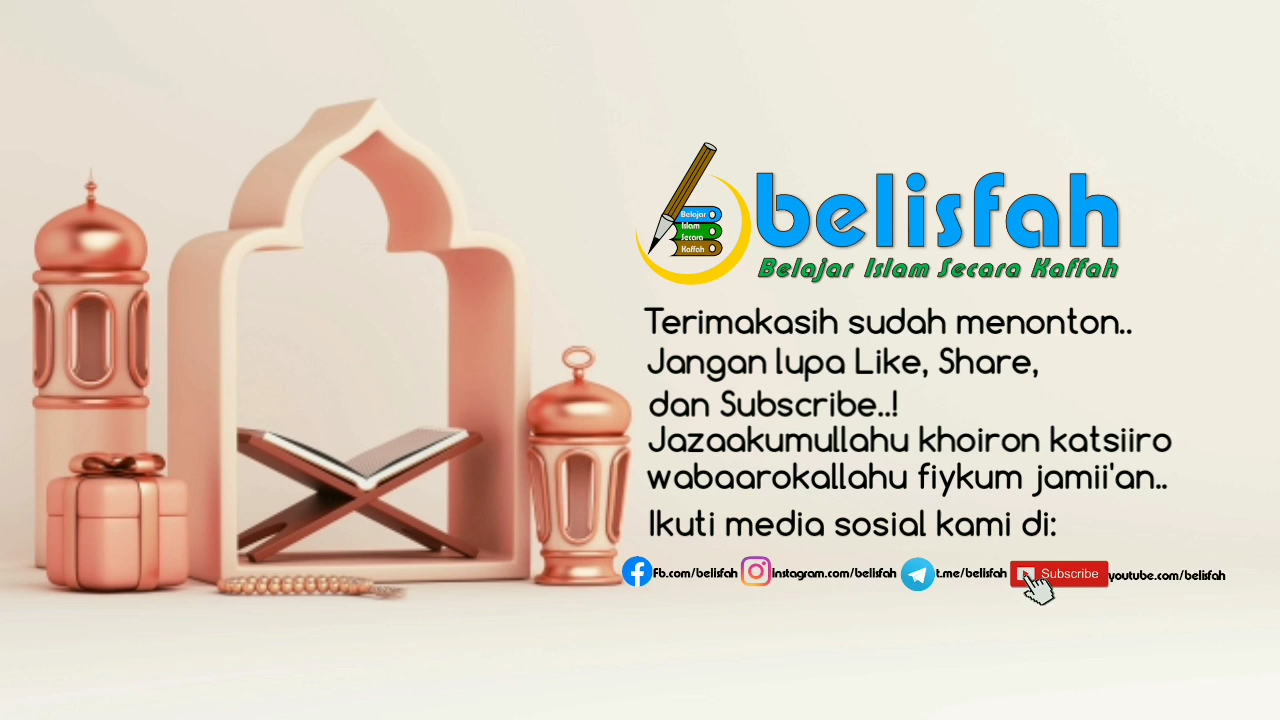 Belajar
Islam
Secara
Kaffah
belisfah
Belajar Islam Secara Kaffah
Terimakasih sudah menonton..
Jangan lupa Like, Share,
dan Subscribe..!
Jazaakumullahu khoiron katsiiro
wabaarokallahu fiykum jamii'an..
Ikuti media sosial kami di:
fb.com/belisfah instagram.com/belisfah t.me/belisfah Subscribe youtube.com/belisfah